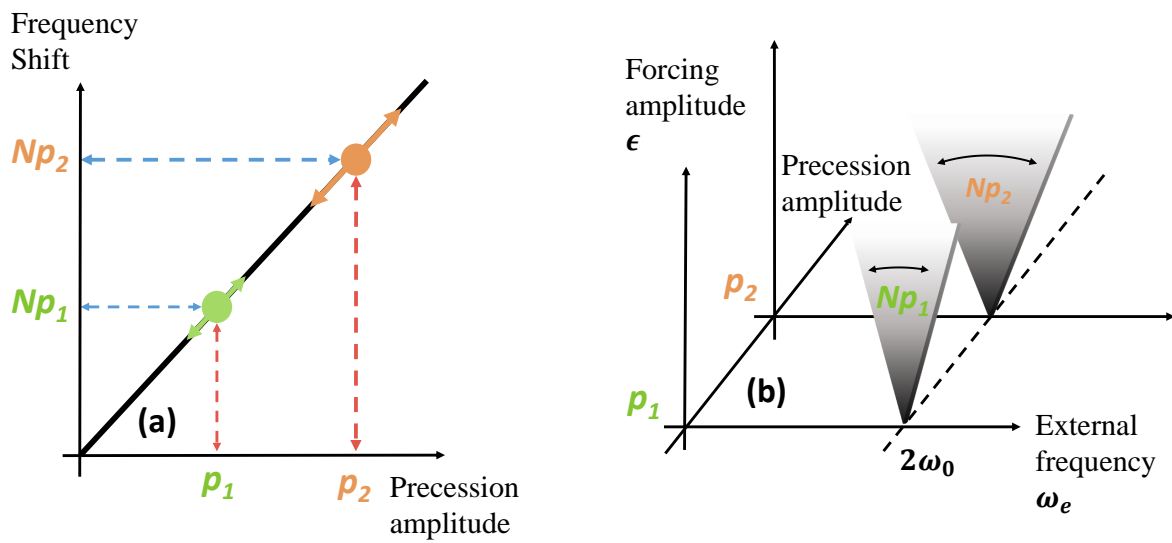 Frequency
Shift
Np2
Np1
(a)
p1
p2
Precession
amplitude
Forcing
amplitude
ϵ
Precession
amplitude
Np2
Np1
p2
p1
(b)
2ω0
External
frequency
ωe